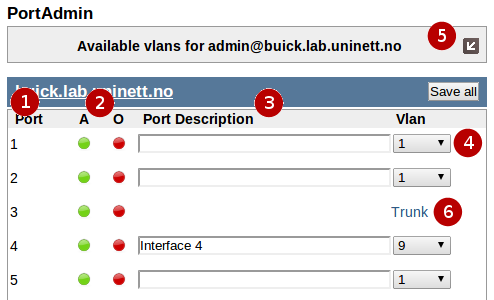 PortAdmin
Available vlans for admin@buick.lab.uninett.no 5
buick.lab.uninett.no Save all
1 2 3
Port A O Port Description Vlan
1 1 4
2 1
3 Trunk 6
4 Interface 4 9
5 1